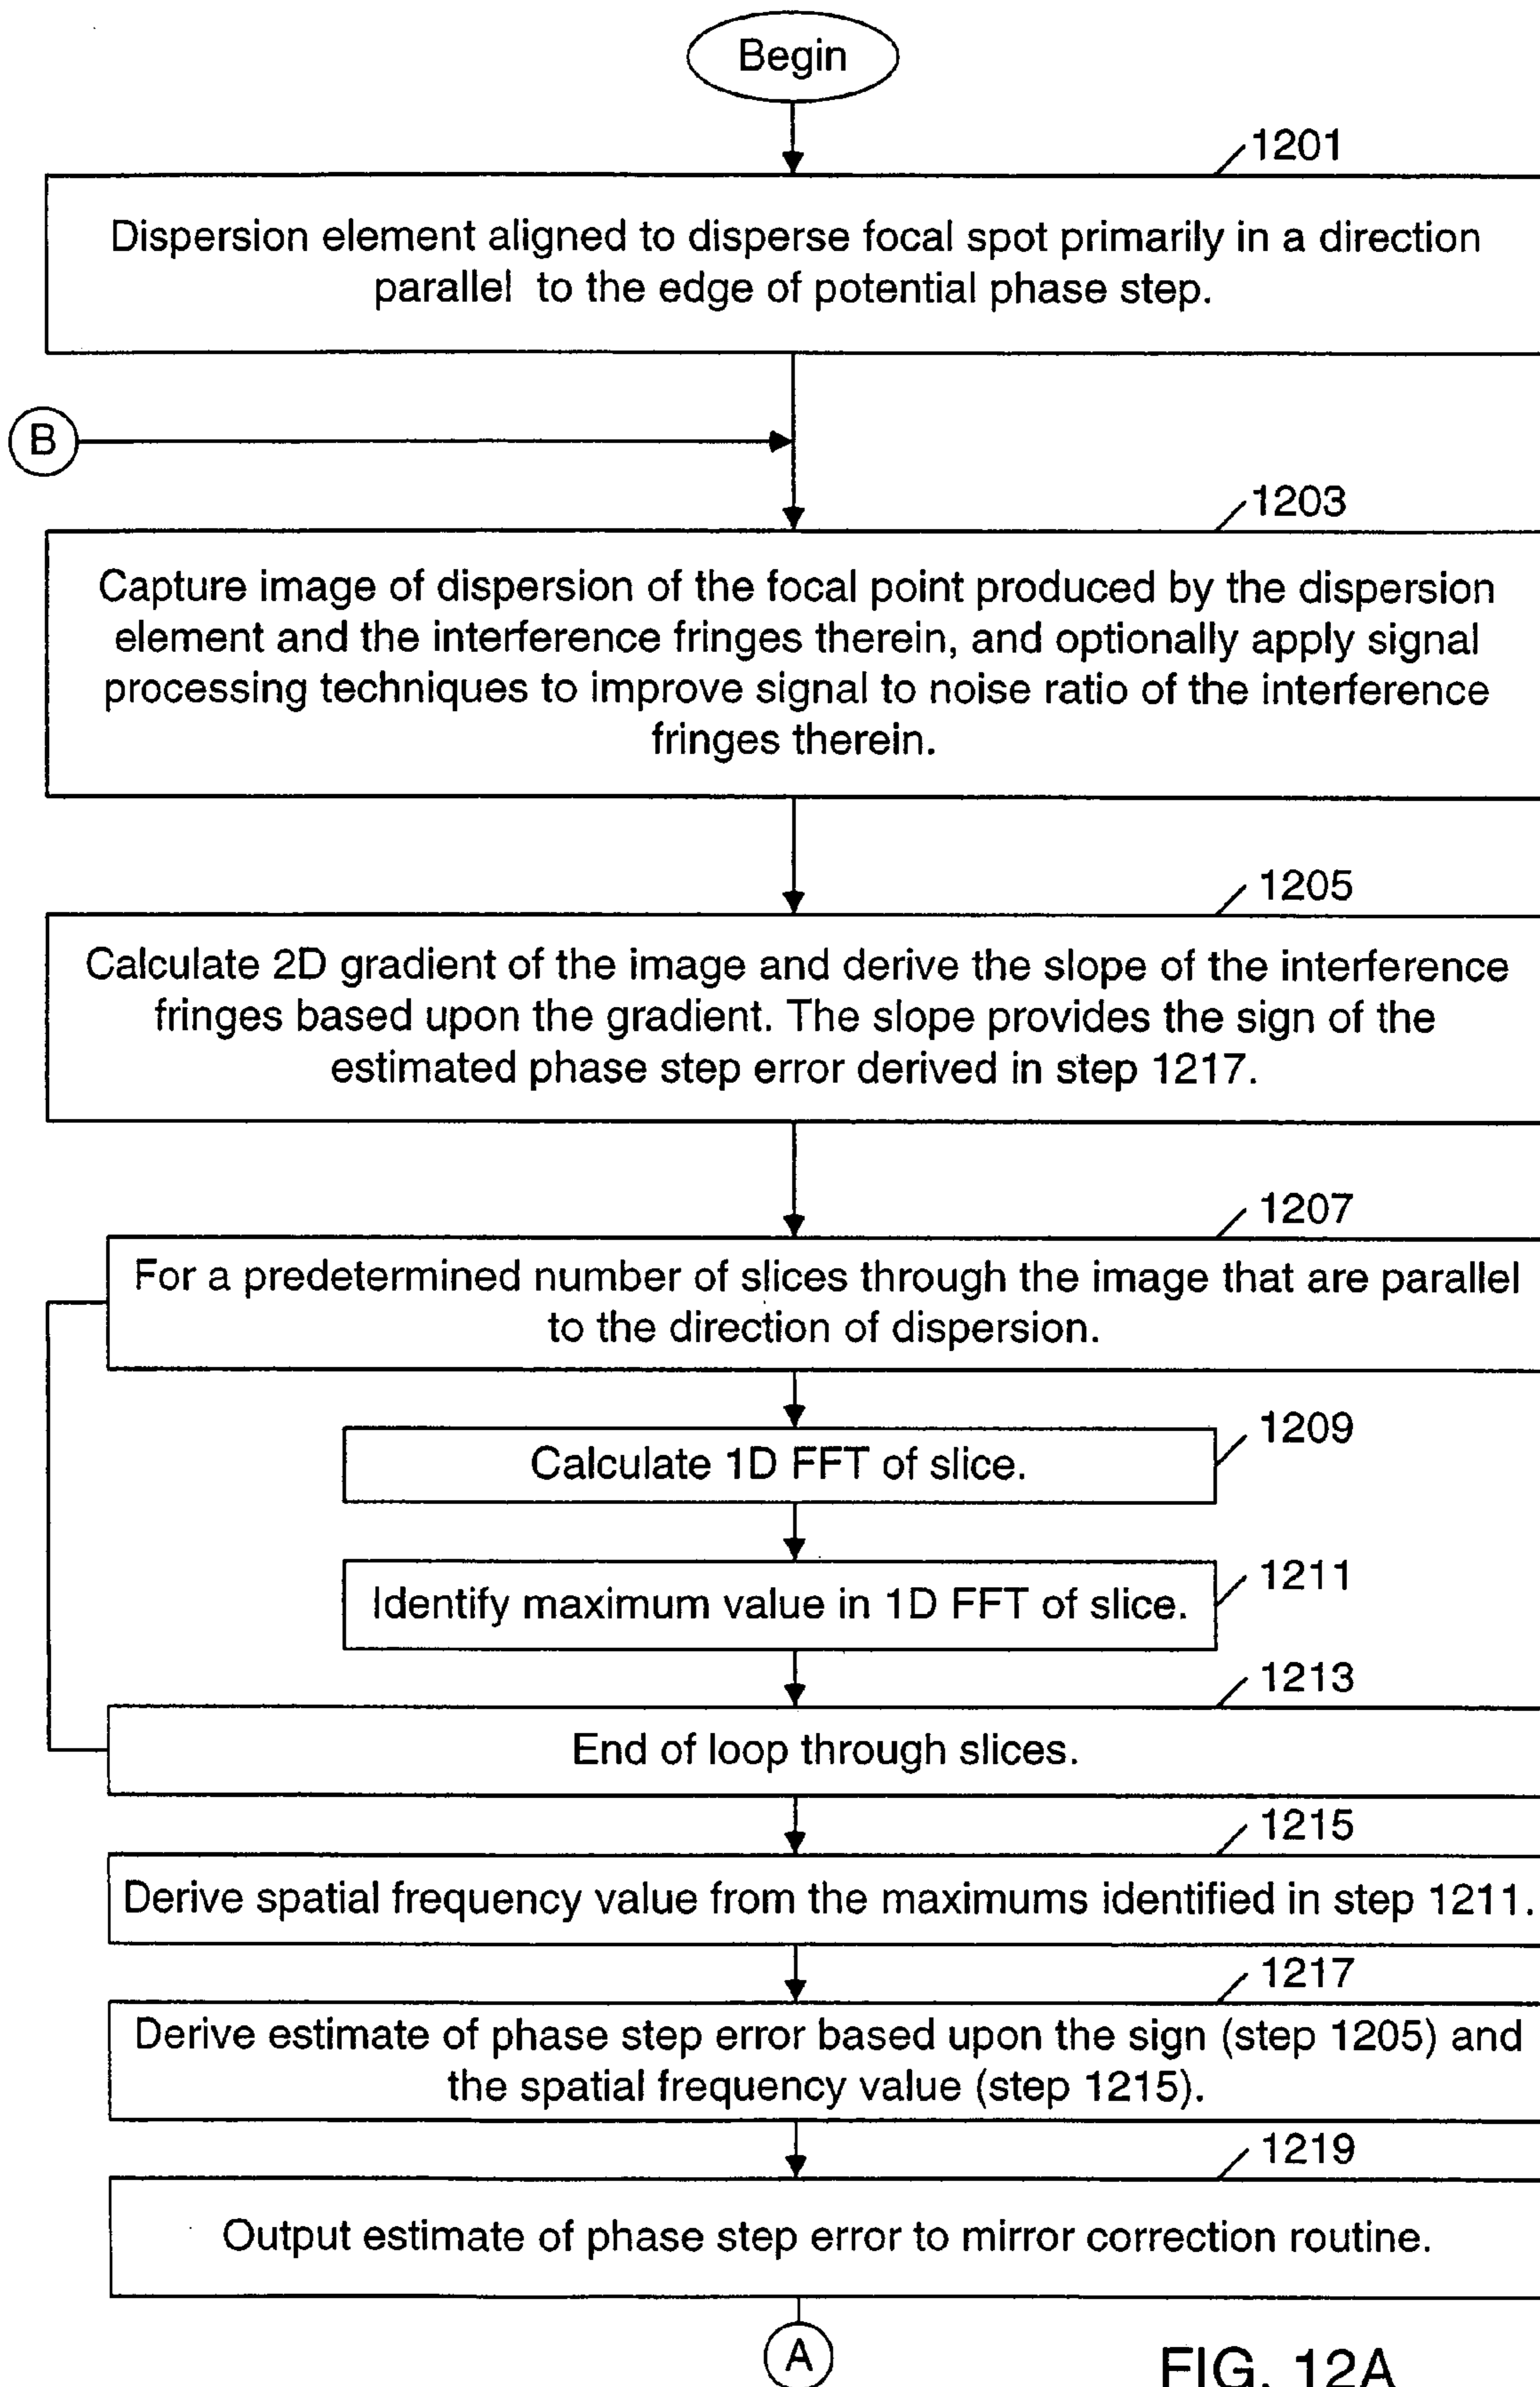 Begin
1201
Dispersion element aligned to disperse focal spot primarily in a direction
parallel to the edge of potential phase step.
B
1203
Capture image of dispersion of the focal point produced by the dispersion
element and the interference fringes therein, and optionally apply signal
processing techniques to improve signal to noise ratio of the interference
fringes therein.
1205
Calculate 2D gradient of the image and derive the slope of the interference
fringes based upon the gradient. The slope provides the sign of the
estimated phase step error derived in step 1217.
1207
For a predetermined number of slices through the image that are parallel
to the direction of dispersion.
1209
Calculate 1D FFT of slice.
1211
Identify maximum value in 1D FFT of slice.
1213
End of loop through slices.
1215
Derive spatial frequency value from the maximums identified in step 1211.
1217
Derive estimate of phase step error based upon the sign (step 1205) and
the spatial frequency value (step 1215).
1219
Output estimate of phase step error to mirror correction routine.
A
FIG. 12A